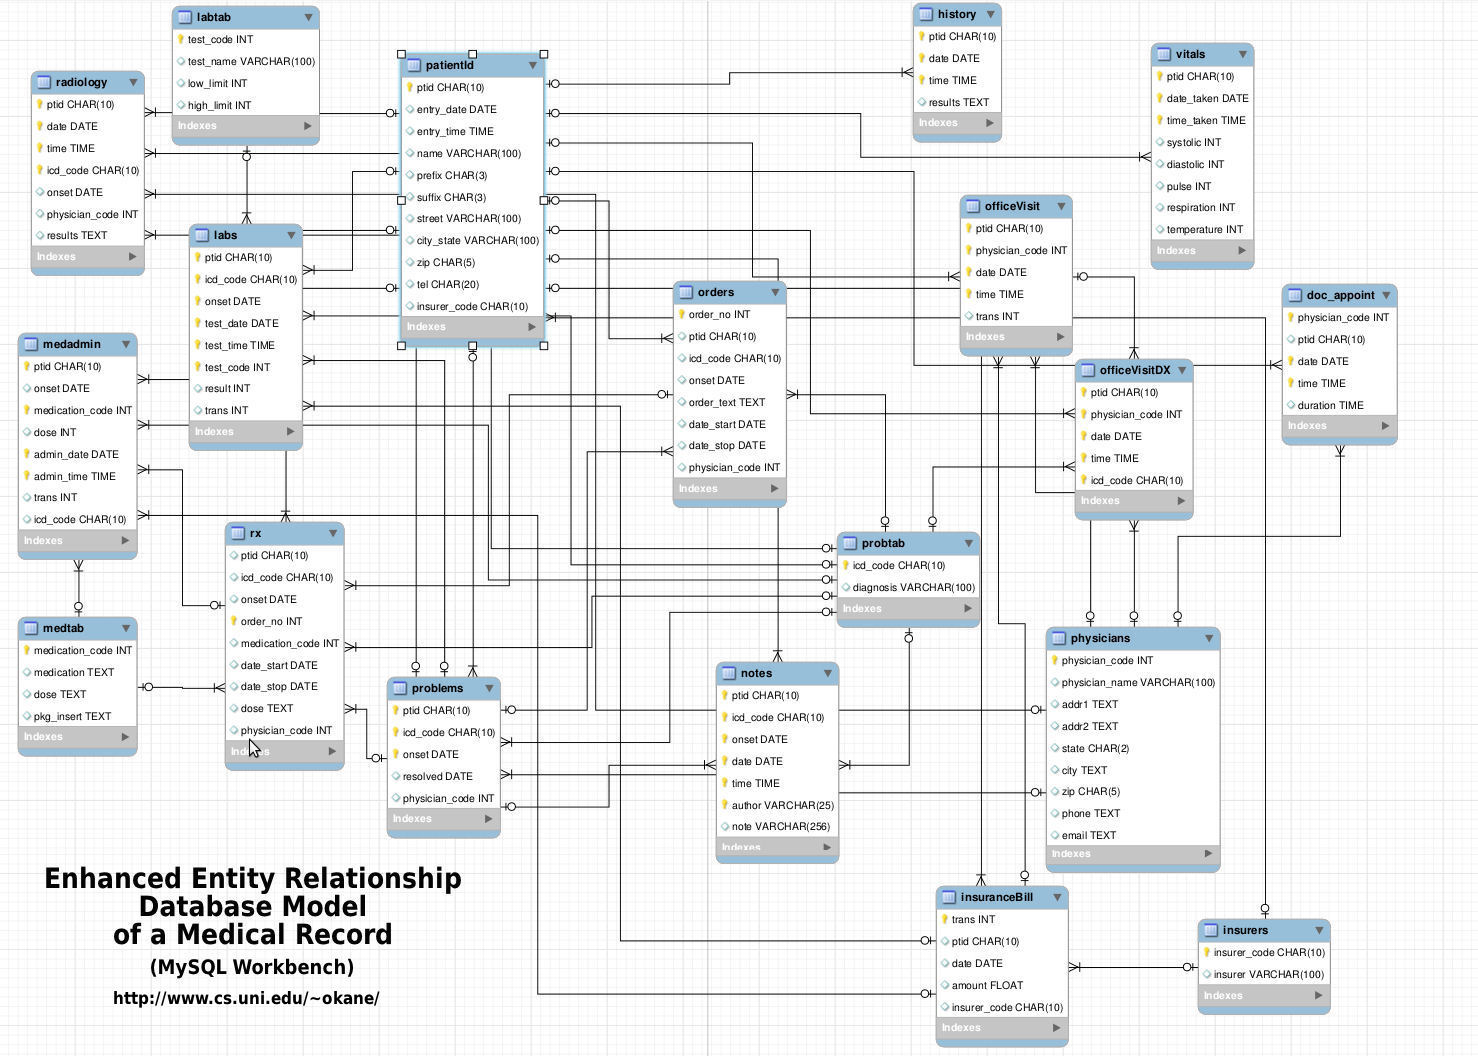 labtab
test_code INT
test_name VARCHAR(100)
low_limit INT
high_limit INT
Indexes
radiology
ptid CHAR(10)
date DATE
time TIME
icd_code CHAR(10)
onset DATE
physician_code INT
results TEXT
Indexes
patientId
ptid CHAR(10)
entry_date DATE
entry_time TIME
name VARCHAR(100)
prefix CHAR(3)
suffix CHAR(3)
street VARCHAR(100)
city_state VARCHAR(100)
zip CHAR(5)
tel CHAR(20)
insurer_code CHAR(10)
Indexes
history
ptid CHAR(10)
date DATE
time TIME
results TEXT
Indexes
vitals
ptid CHAR(10)
date_taken DATE
time_taken TIME
systolic INT
diastolic INT
pulse INT
respiration INT
temperature INT
Indexes
labs
ptid CHAR(10)
icd_code CHAR(10)
onset DATE
test_date DATE
test_time TIME
test_code INT
result INT
trans INT
Indexes
officeVisit
ptid CHAR(10)
physician_code INT
date DATE
time TIME
trans INT
Indexes
orders
order_no INT
ptid CHAR(10)
icd_code CHAR(10)
onset DATE
order_text TEXT
date_start DATE
date_stop DATE
physician_code INT
Indexes
doc_appoint
physician_code INT
ptid CHAR(10)
date DATE
time TIME
duration TIME
Indexes
medadmin
ptid CHAR(10)
onset DATE
medication_code INT
dose INT
admin_date DATE
admin_time TIME
trans INT
icd_code CHAR(10)
Indexes
officeVisitDX
ptid CHAR(10)
physician_code INT
date DATE
time TIME
icd_code CHAR(10)
Indexes
rx
ptid CHAR(10)
icd_code CHAR(10)
onset DATE
order_no INT
medication_code INT
date_start DATE
date_stop DATE
dose TEXT
physician_code INT
Indexes
probtab
icd_code CHAR(10)
diagnosis VARCHAR(100)
Indexes
medtab
medication_code INT
medication TEXT
dose TEXT
pkg_insert TEXT
Indexes
problems
ptid CHAR(10)
icd_code CHAR(10)
onset DATE
resolved DATE
physician_code INT
Indexes
notes
ptid CHAR(10)
icd_code CHAR(10)
onset DATE
date DATE
time TIME
author VARCHAR(25)
note VARCHAR(256)
Indexes
physicians
physician_code INT
physician_name VARCHAR(100)
addr1 TEXT
addr2 TEXT
state CHAR(2)
city TEXT
zip CHAR(5)
phone TEXT
email TEXT
Indexes
insuranceBill
trans INT
ptid CHAR(10)
date DATE
amount FLOAT
insurer_code CHAR(10)
Indexes
insurers
insurer_code CHAR(10)
insurer VARCHAR(100)
Indexes
Enhanced Entity Relationship
Database Model
of a Medical Record
(MySQL Workbench)
http://www.cs.uni.edu/~okane/